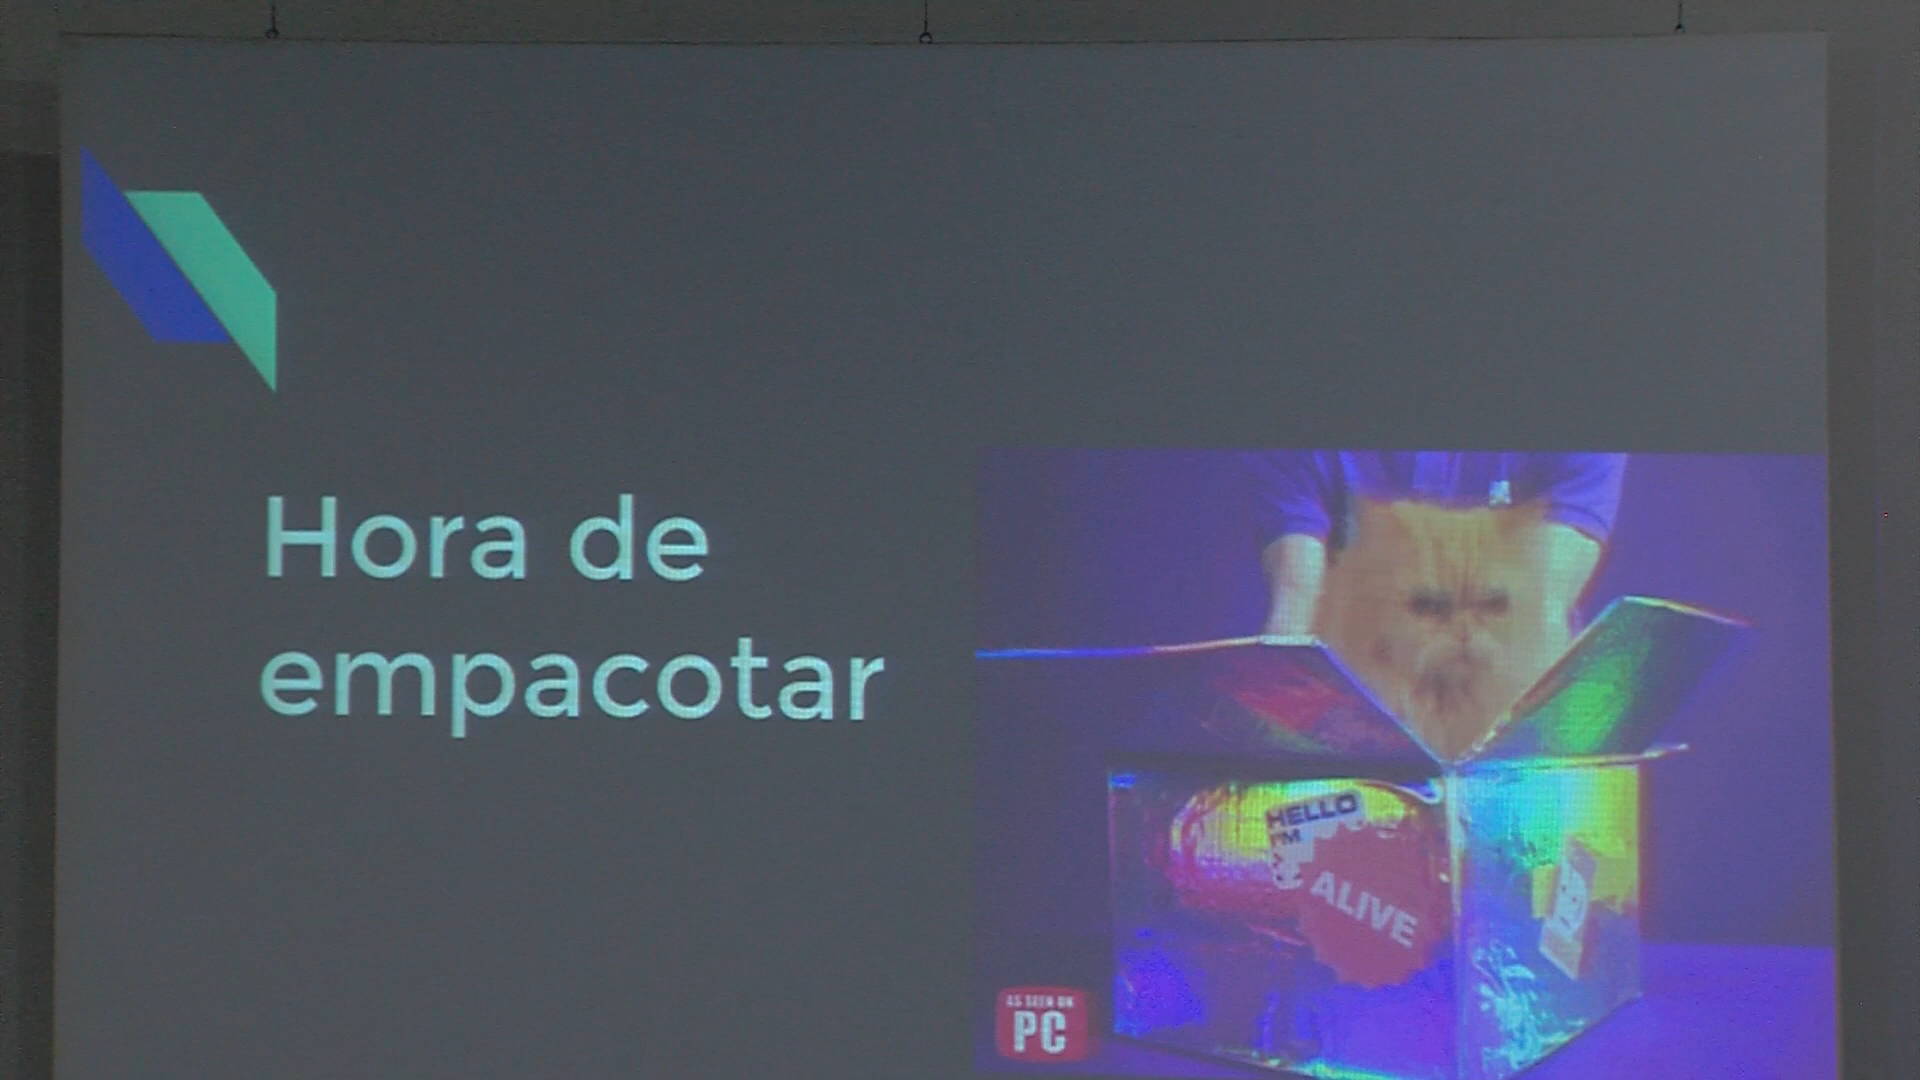 Hora de
empacotar
HELLO
I'M
ALIVE
AS SEEN ON
PC